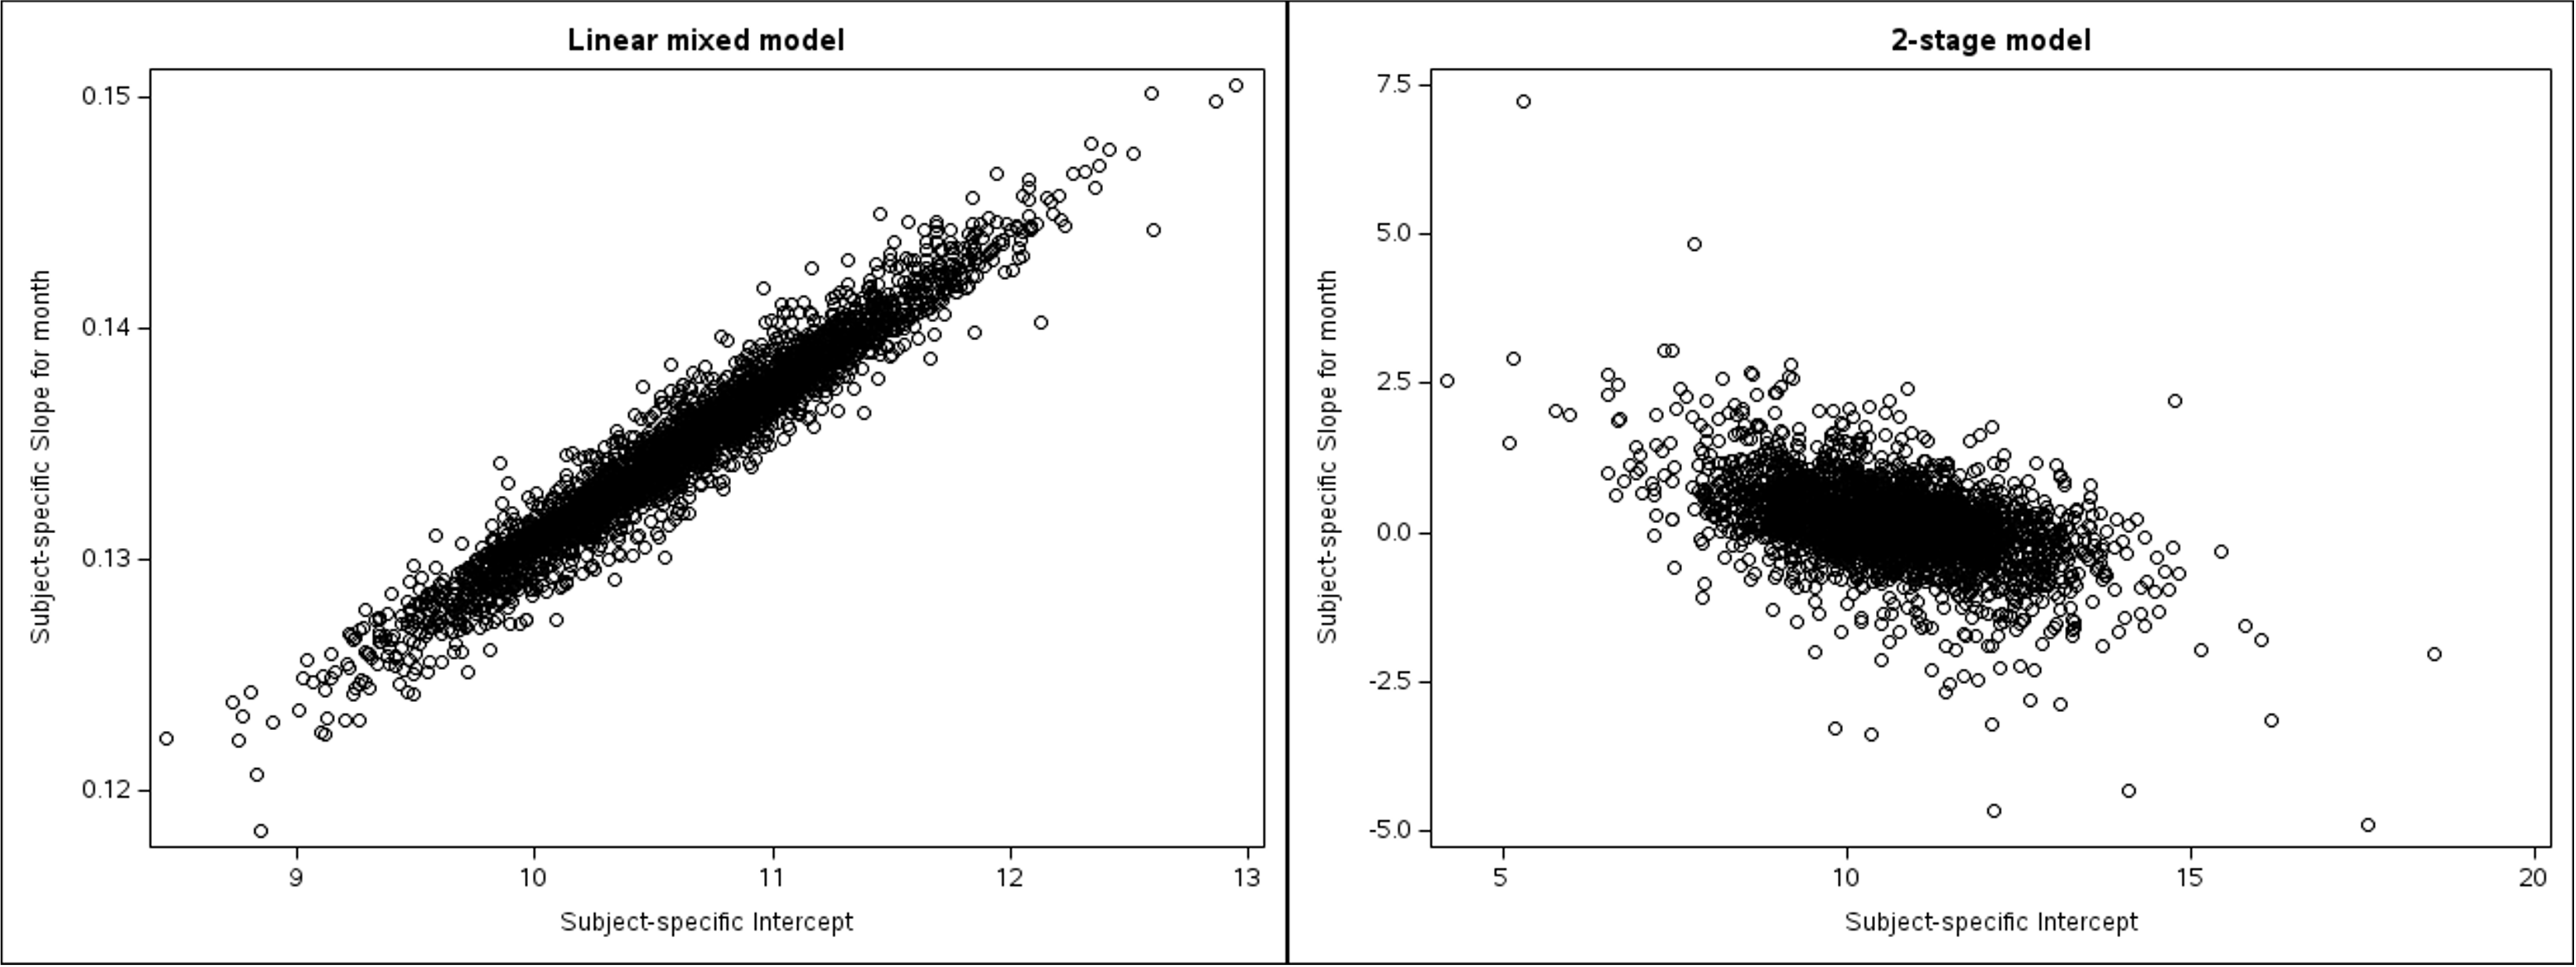 Linear mixed model
0.15
0.14
0.13
0.12
Subject-specific Slope for month
9 10 11 12 13
Subject-specific Intercept
2-stage model
7.5
5.0
2.5
0.0
-2.5
-5.0
Subject-specific Slope for month
5 10 15 20
Subject-specific Intercept